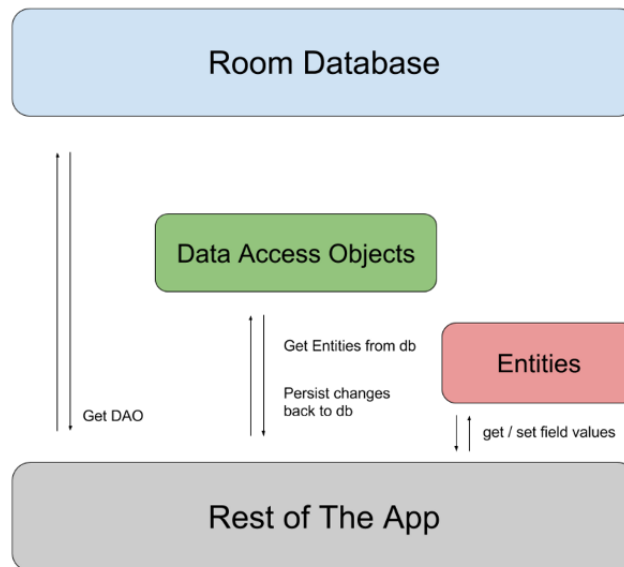 Room Database
Data Access Objects
Get Entities from db
Entities
Persist changes
back to db
Get DAO
get / set field values
Rest of The App